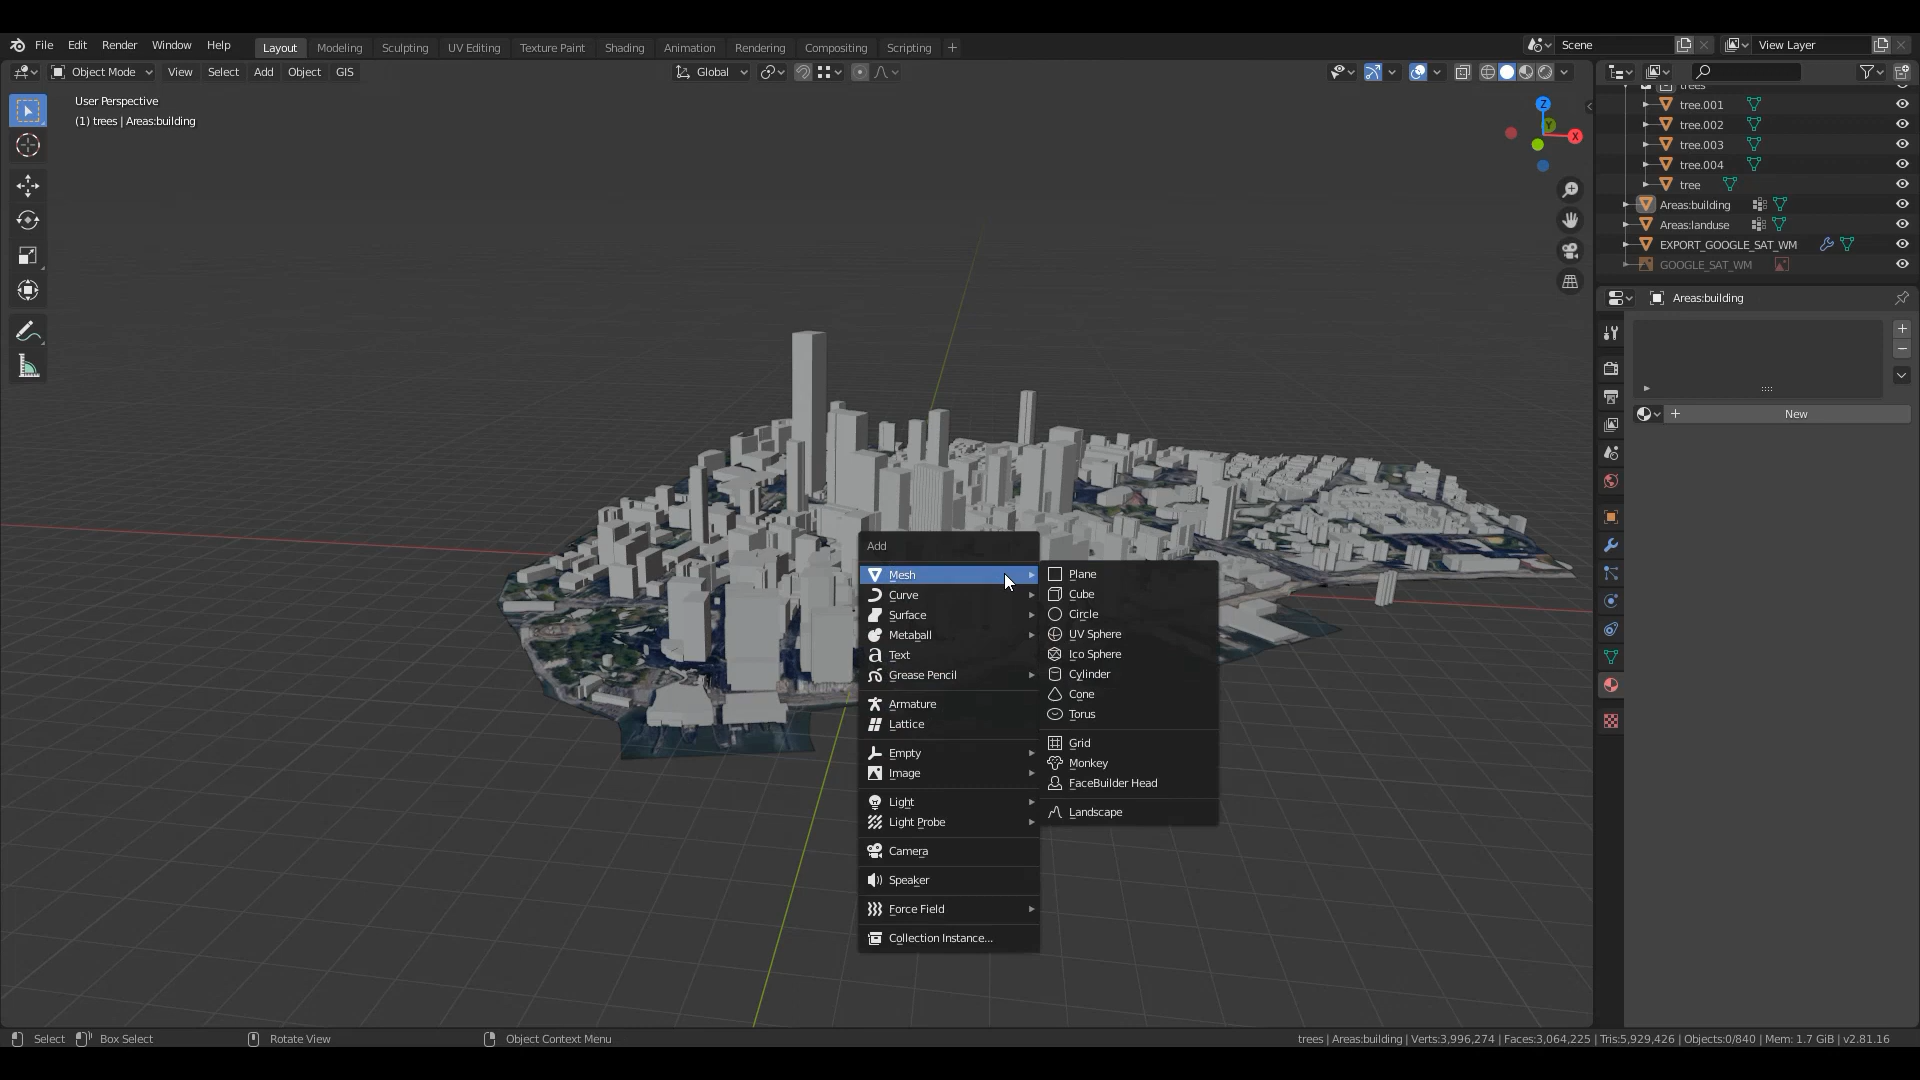 File Edit Render Window Help Layout Modeling Sculpting UV Editing Texture Paint Shading Animation Rendering Compositing Scripting + Scene View Layer
Object Mode View Select Add Object GIS Global
User Perspective
(1) trees | Areas:building
Z
Y
X
trees
tree.001
tree.002
tree.003
tree.004
tree
Areas:building
Areas:landuse
EXPORT_GOOGLE_SAT_WM
GOOGLE_SAT_WM
Areas:building
New
Add
Mesh
Curve
Surface
Metaball
Text
Grease Pencil
Armature
Lattice
Empty
Image
Light
Light Probe
Camera
Speaker
Force Field
Collection Instance...
Plane
Cube
Circle
UV Sphere
Ico Sphere
Cylinder
Cone
Torus
Grid
Monkey
FaceBuilder Head
Landscape
Select Box Select Rotate View Object Context Menu trees | Areas:building | Verts:3,996,274 | Faces:3,064,225 | Tris:5,929,426 | Objects:0/840 | Mem: 1.7 GiB | v2.81.16